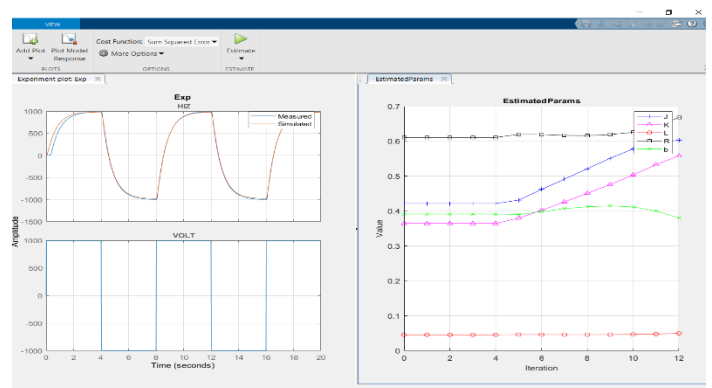 VIEW
Add Plot
Plot Model Response
Cost Function: Sum Squared Error
More Options
Estimate
PLOTS
OPTIONS
ESTIMATE
Experiment plot: Exp
Exp
HIZ
Measured
Simulated
1000
500
0
-500
-1000
-1500
Amplitude
VOLT
1000
500
0
-500
-1000
0 2 4 6 8 10 12 14 16 18 20
Time (seconds)
EstimatedParams
EstimatedParams
J
K
L
R
b
0.7
0.6
0.5
0.4
0.3
0.2
0.1
0
Value
0 2 4 6 8 10 12
Iteration